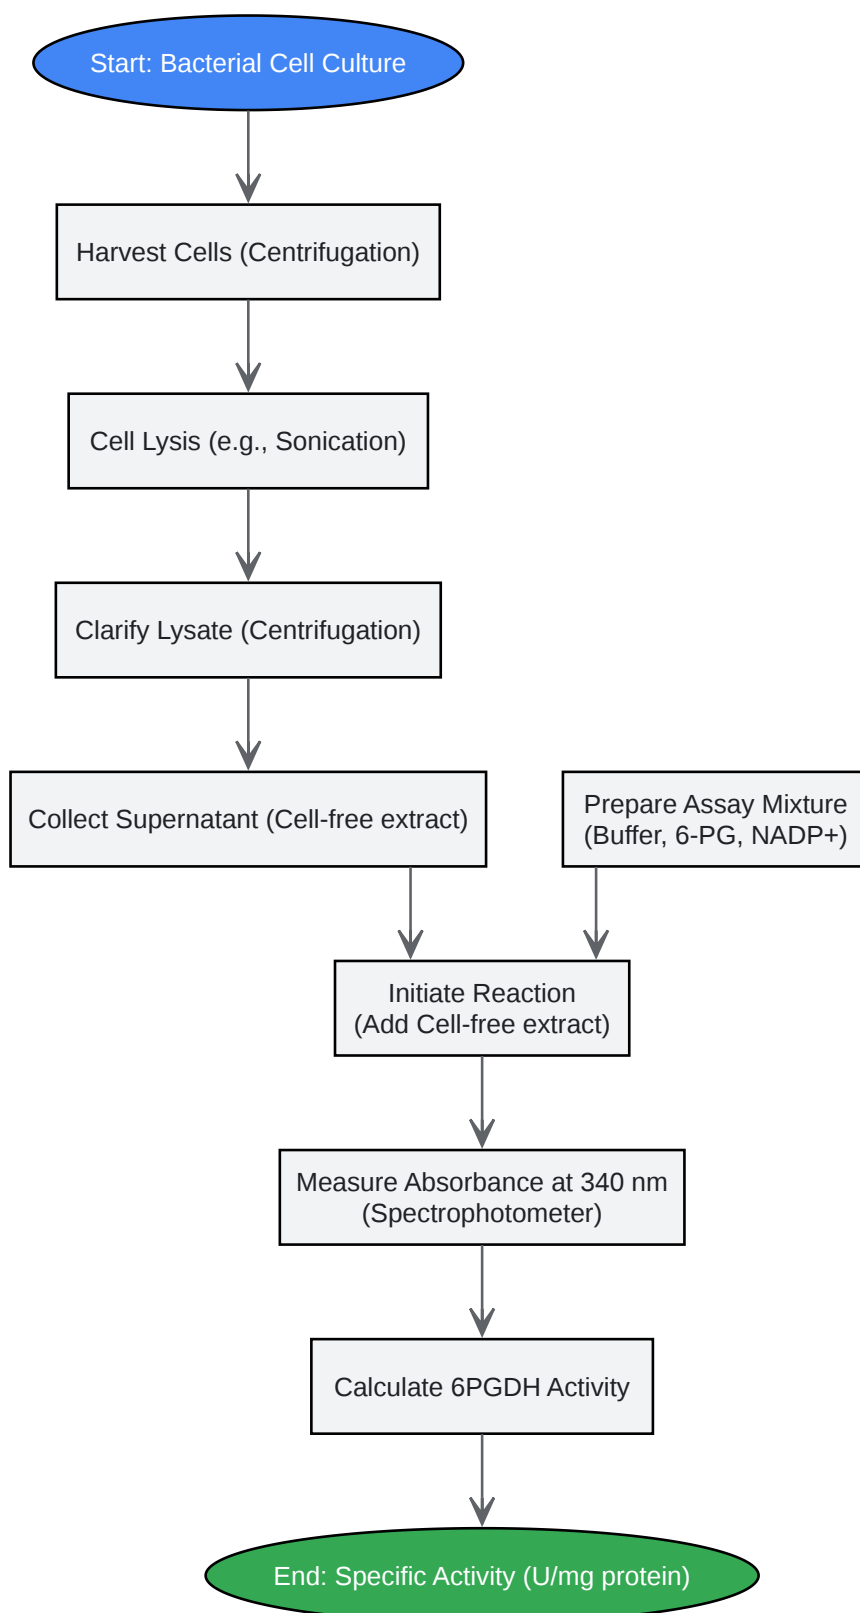 Start: Bacterial Cell Culture
Harvest Cells (Centrifugation)
Cell Lysis (e.g., Sonication)
Clarify Lysate (Centrifugation)
Collect Supernatant (Cell-free extract)
Prepare Assay Mixture
(Buffer, 6-PG, NADP+)
Initiate Reaction
(Add Cell-free extract)
Measure Absorbance at 340 nm
(Spectrophotometer)
Calculate 6PGDH Activity
End: Specific Activity (U/mg protein)